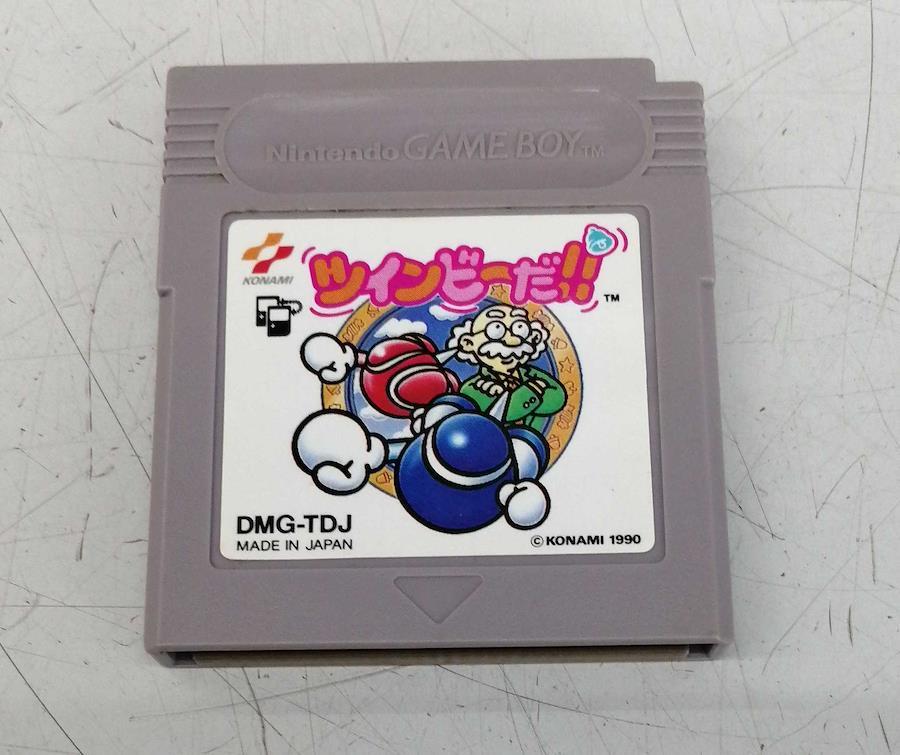 Nintendo GAME BOY TM
KONAMI
ツインビーだ!!
TM
DMG-TDJ
MADE IN JAPAN
© KONAMI 1990